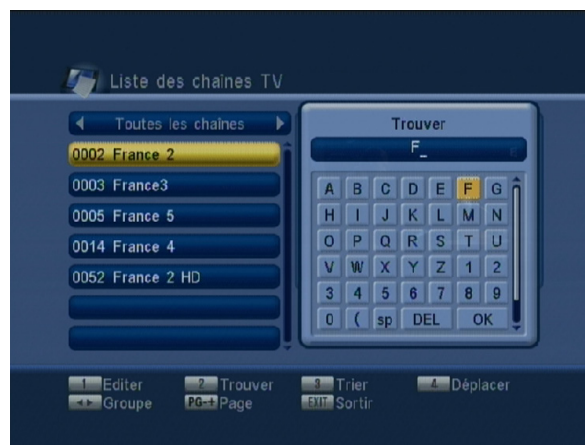 Liste des chaînes TV
Toutes les chaînes
0002 France 2
0003 France3
0005 France 5
0014 France 4
0052 France 2 HD
Trouver
F_
A B C D E F G
H I J K L M N
O P Q R S T U
V W X Y Z 1 2
3 4 5 6 7 8 9
0 ( sp DEL OK
1 Editer 2 Trouver 3 Trier 4 Déplacer
Groupe PG-+ Page EXIT Sortir